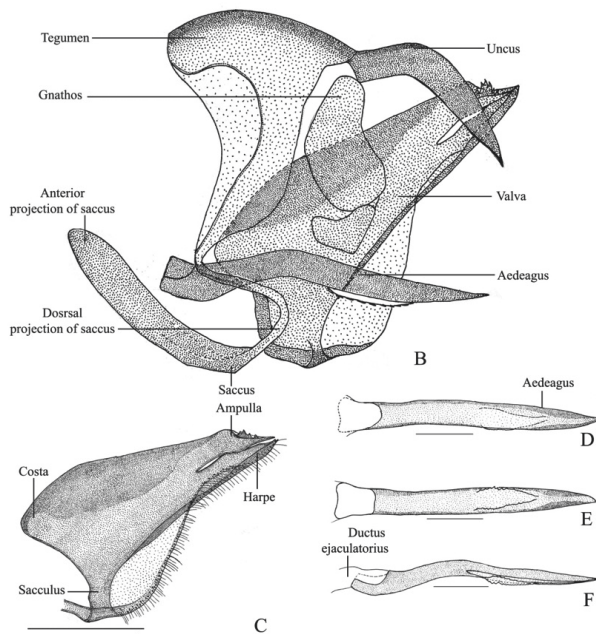 Tegumen
Uncus
Gnathos
Anterior
projection of saccus
Valva
Aedeagus
Dosrsal
projection of saccus
B
Saccus
Ampulla
Aedeagus
D
Costa
Harpe
E
Ductus
ejaculatorius
Sacculus
C
F